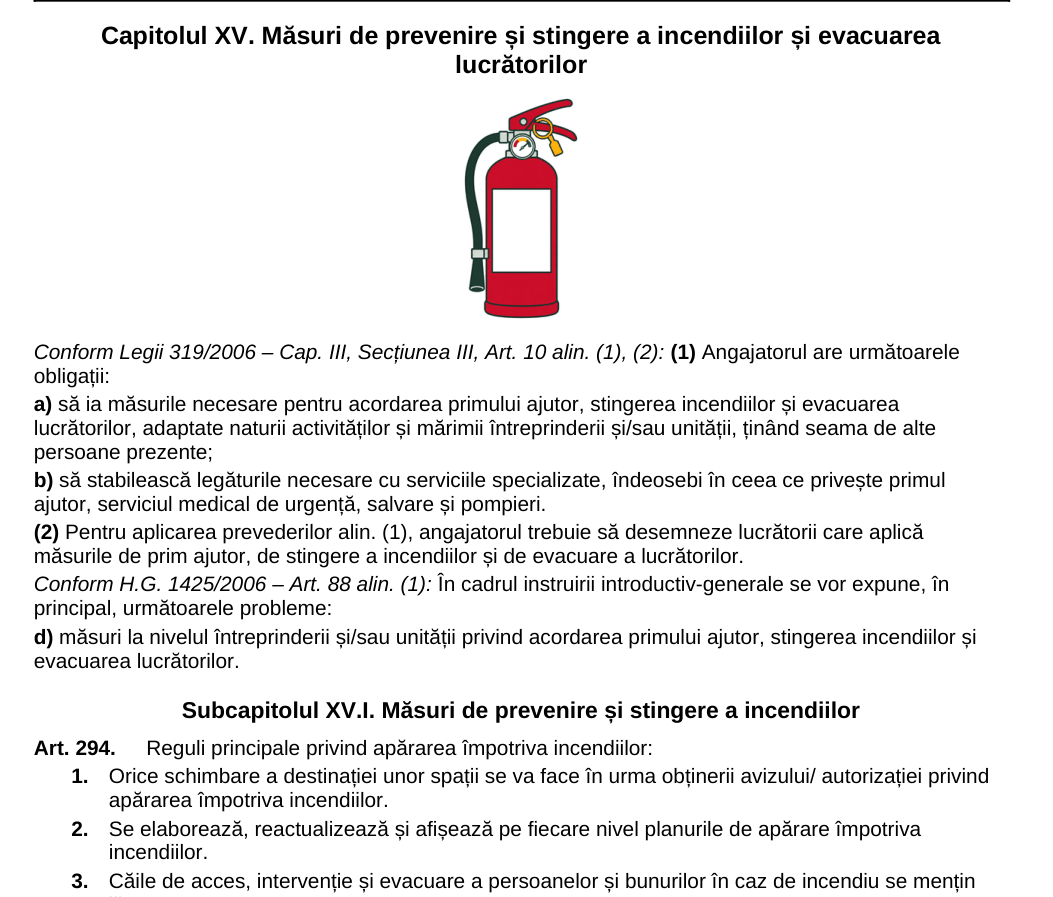 Capitolul XV. Măsuri de prevenire și stingere a incendiilor și evacuarea
lucrătorilor
Conform Legii 319/2006 – Cap. III, Secțiunea III, Art. 10 alin. (1), (2): (1) Angajatorul are următoarele
obligații:
a) să ia măsurile necesare pentru acordarea primului ajutor, stingerea incendiilor și evacuarea
lucrătorilor, adaptate naturii activităților și mărimii întreprinderii și/sau unității, ținând seama de alte
persoane prezente;
b) să stabilească legăturile necesare cu serviciile specializate, îndeosebi în ceea ce privește primul
ajutor, serviciul medical de urgență, salvare și pompieri.
(2) Pentru aplicarea prevederilor alin. (1), angajatorul trebuie să desemneze lucrătorii care aplică
măsurile de prim ajutor, de stingere a incendiilor și de evacuare a lucrătorilor.
Conform H.G. 1425/2006 – Art. 88 alin. (1): În cadrul instruirii introductiv-generale se vor expune, în
principal, următoarele probleme:
d) măsuri la nivelul întreprinderii și/sau unității privind acordarea primului ajutor, stingerea incendiilor și
evacuarea lucrătorilor.
Subcapitolul XV.I. Măsuri de prevenire și stingere a incendiilor
Art. 294. Reguli principale privind apărarea împotriva incendiilor:
1. Orice schimbare a destinației unor spații se va face în urma obținerii avizului/ autorizației privind
apărarea împotriva incendiilor.
2. Se elaborează, reactualizează și afișează pe fiecare nivel planurile de apărare împotriva
incendiilor.
3. Căile de acces, intervenție și evacuare a persoanelor și bunurilor în caz de incendiu se mențin